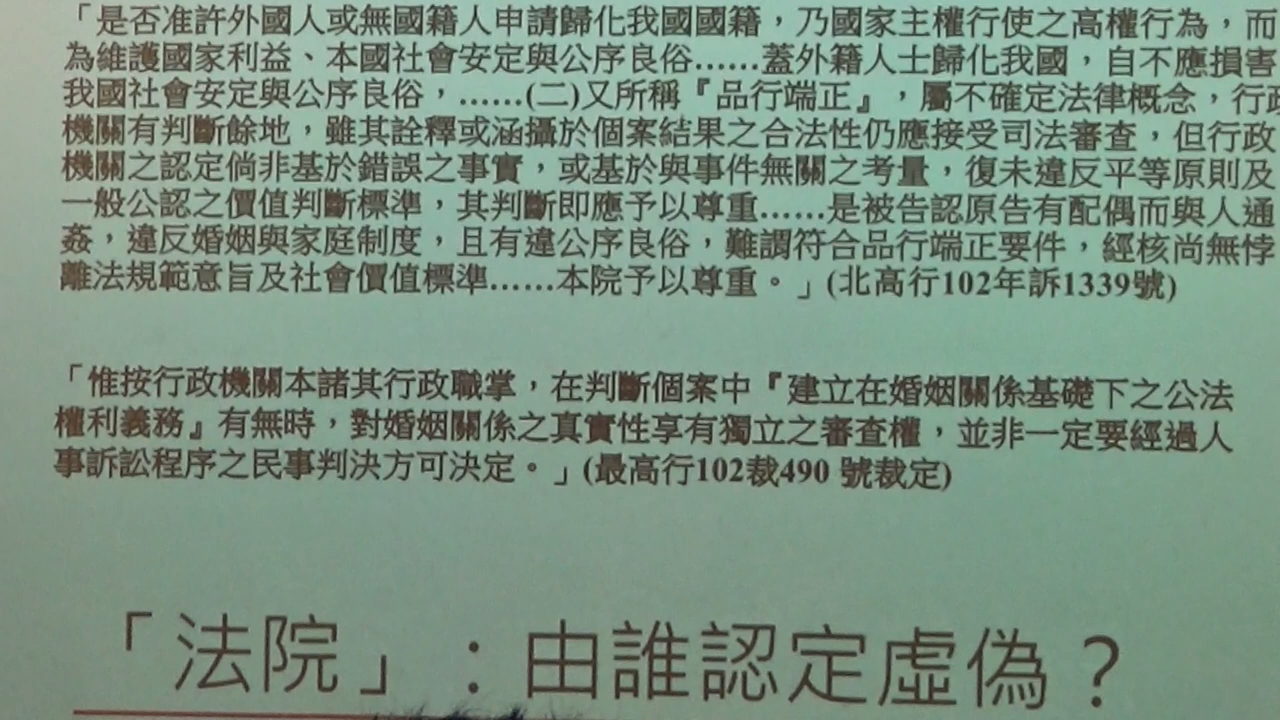 「是否准許外國人或無國籍人申請歸化我國國籍，乃國家主權行使之高權行為，而
為維護國家利益、本國社會安定與公序良俗……蓋外籍人士歸化我國，自不應損害
我國社會安定與公序良俗，……(二)又所稱『品行端正』，屬不確定法律概念，行政
機關有判斷餘地，雖其詮釋或涵攝於個案結果之合法性仍應接受司法審查，但行政
機關之認定倘非基於錯誤之事實，或基於與事件無關之考量，復未違反平等原則及
一般公認之價值判斷標準，其判斷即應予以尊重……是被告認原告有配偶而與人通
姦，違反婚姻與家庭制度，且有違公序良俗，難謂符合品行端正要件，經核尚無悖
離法規範意旨及社會價值標準……本院予以尊重。」(北高行102年訴1339號)
「惟按行政機關本諸其行政職掌，在判斷個案中『建立在婚姻關係基礎下之公法
權利義務』有無時，對婚姻關係之真實性享有獨立之審查權，並非一定要經過人
事訴訟程序之民事判決方可決定。」(最高行102裁490 號裁定)
「法院」：由誰認定虛偽？